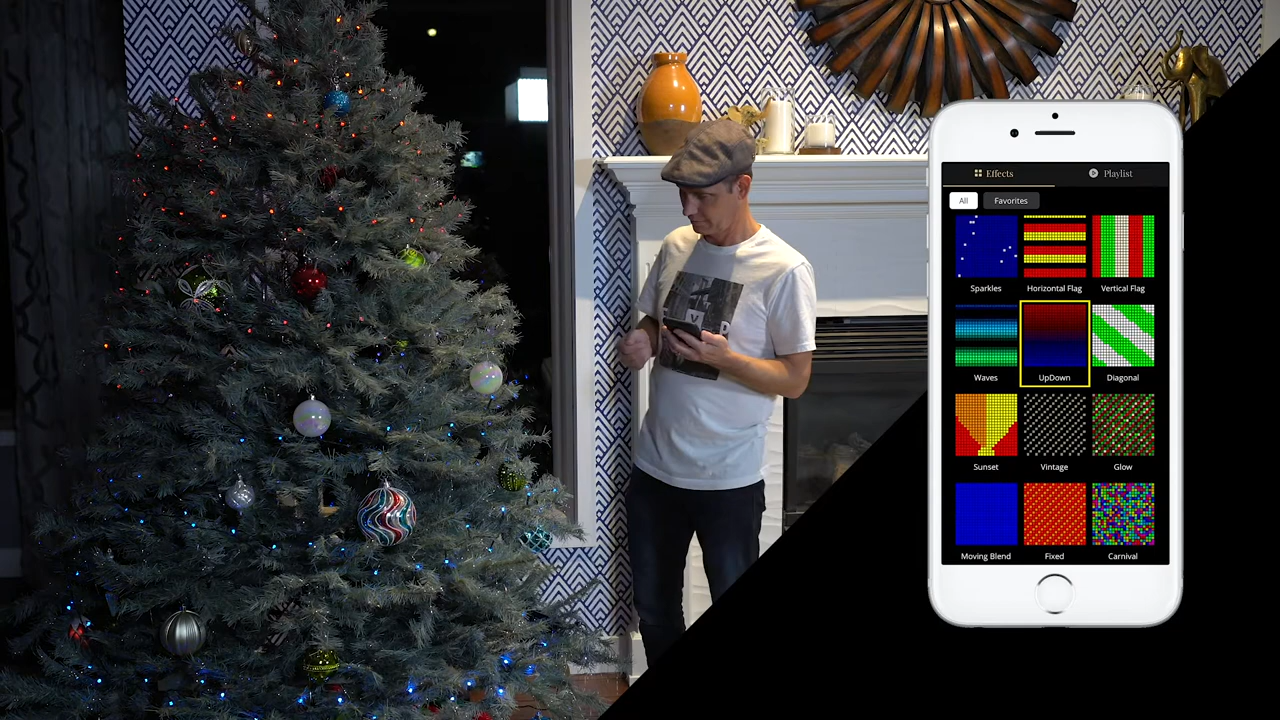 Effects
Playlist
All
Favorites
Sparkles
Horizontal Flag
Vertical Flag
Waves
UpDown
Diagonal
Sunset
Vintage
Glow
Moving Blend
Fixed
Carnival
V